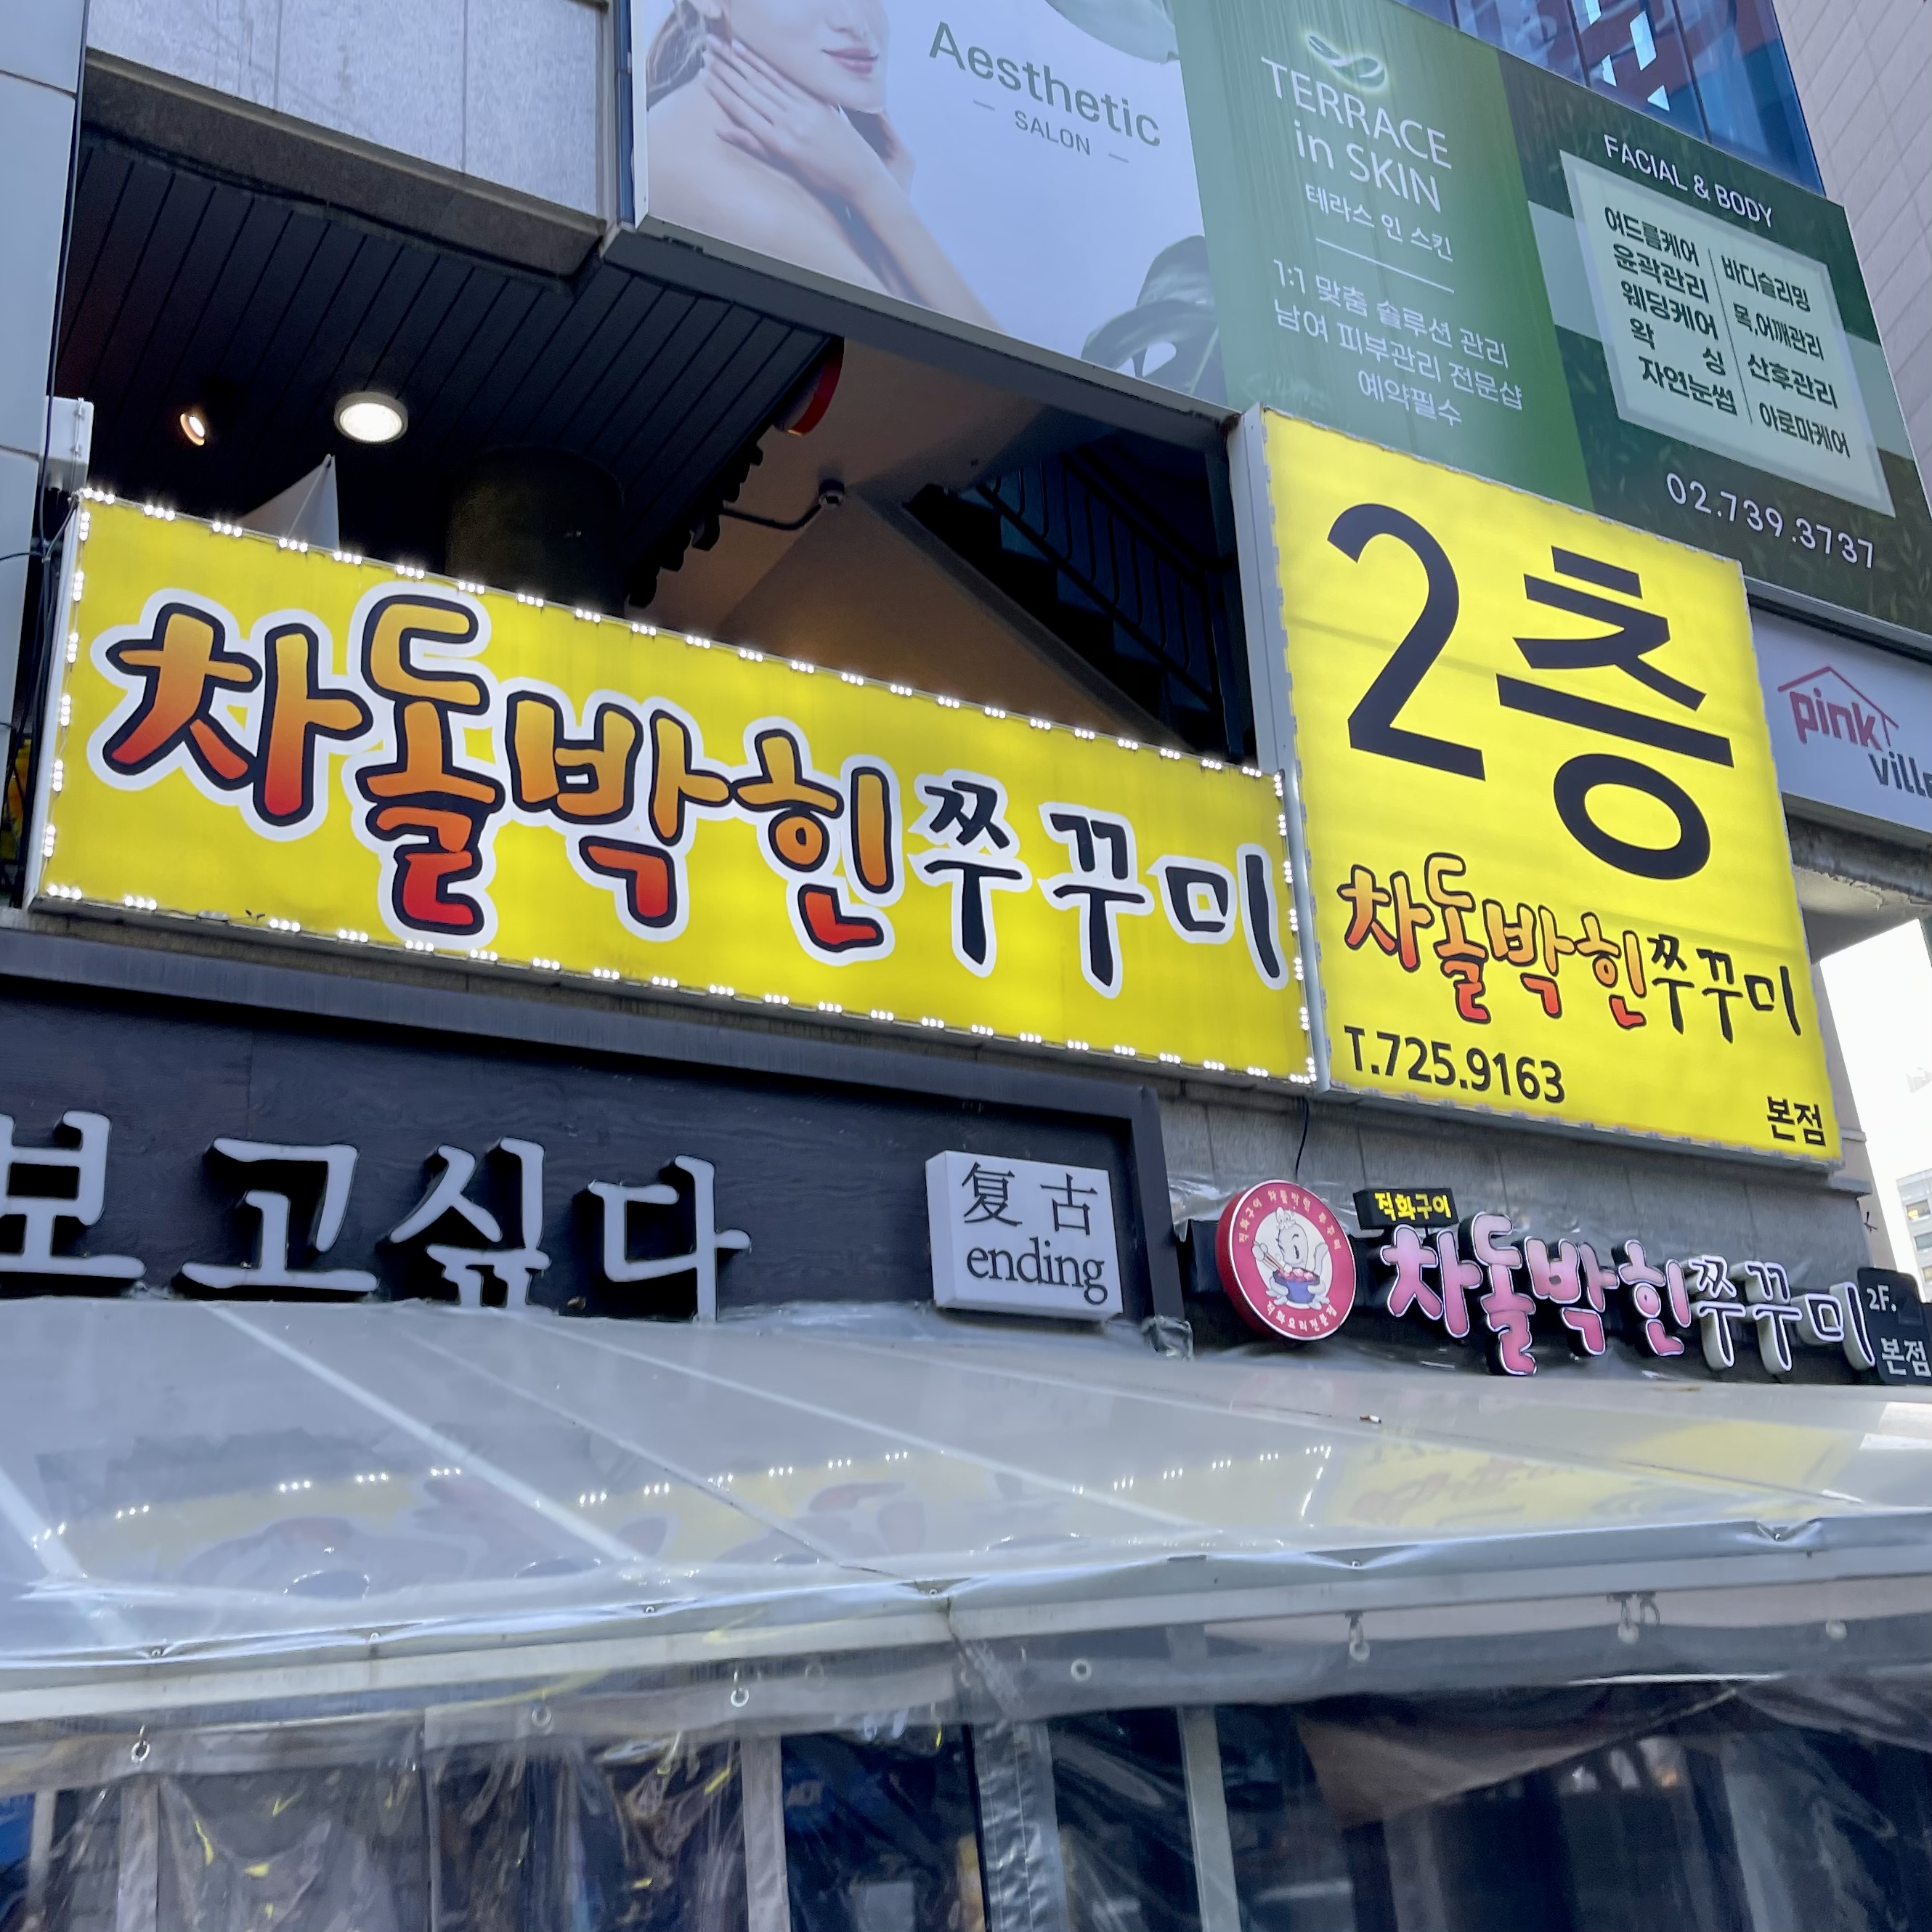 Aesthetic
SALON
TERRACE
in SKIN
테라스 인 스킨
1:1 맞춤 솔루션 관리
남여 피부관리 전문샵
예약필수
FACIAL & BODY
여드름케어
윤곽관리
웨딩케어
왁 싱
자연눈썹
바디슬리밍
목,어깨관리
산후관리
아로마케어
02.739.3737
차돌박힌쭈꾸미
2층
차돌박힌쭈꾸미
T.725.9163
본점
pink
ville
보고싶다
复古
ending
직화구이
차돌박힌쭈꾸미
2F.
본점